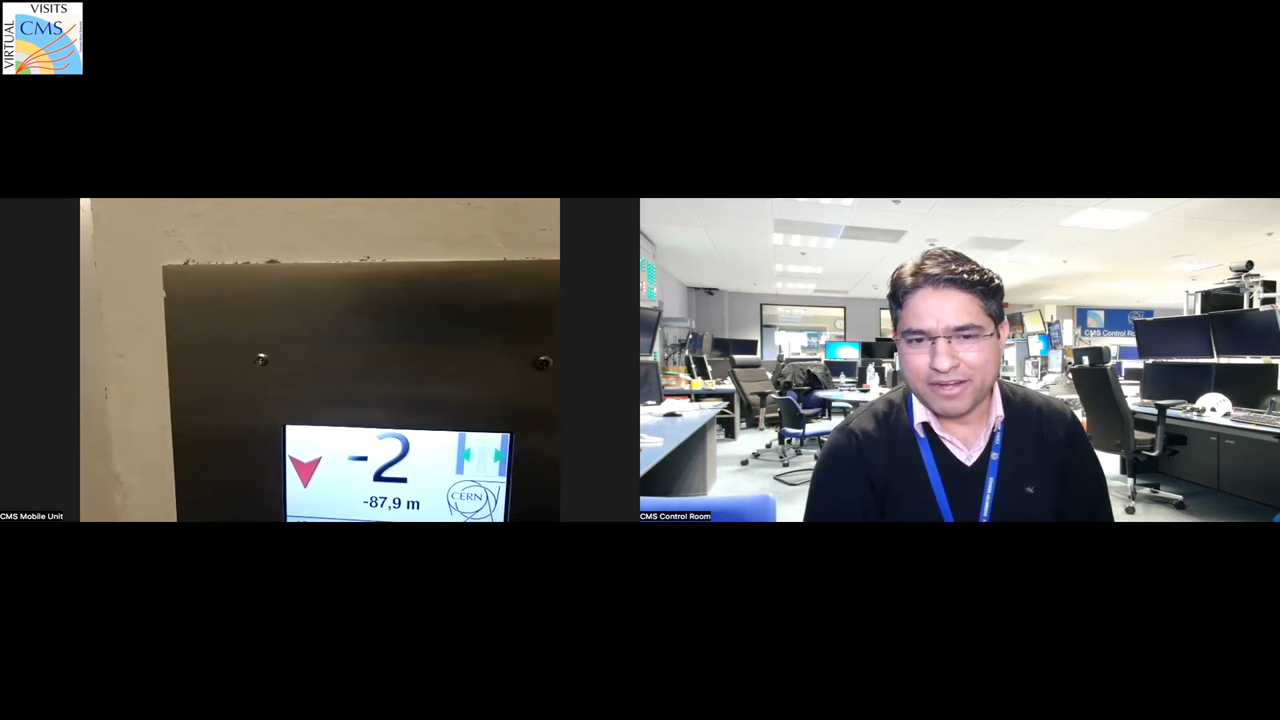 VISITS
CMS
VIRTUAL
-2
-87,9 m
CERN
CMS Control Ro
CMS Mobile Unit
CMS Control Room